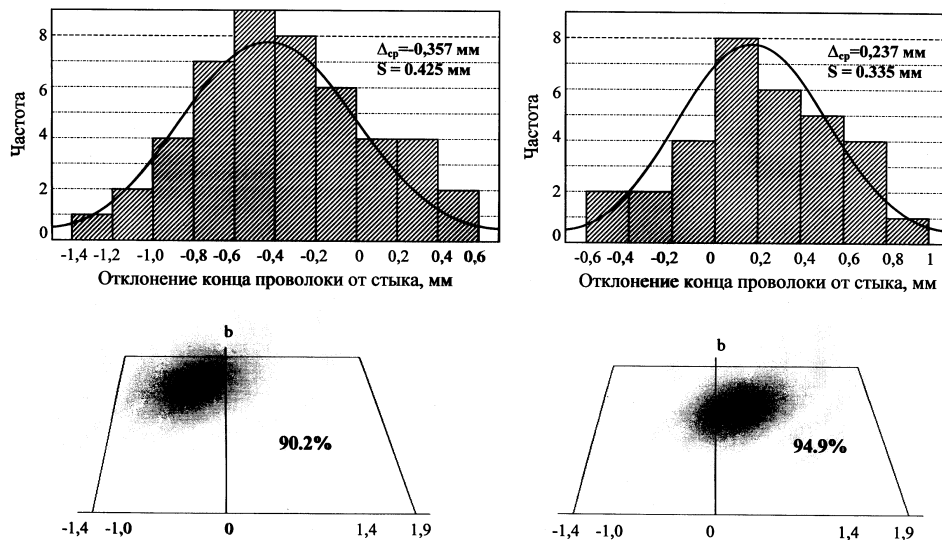 Частота
8
6
4
2
0
Δср=-0,357 мм
S = 0.425 мм
-1,4 -1,2 -1,0 -0,8 -0,6 -0,4 -0,2 0 0,2 0,4 0,6
Отклонение конца проволоки от стыка, мм
Частота
8
6
4
2
0
Δср=0,237 мм
S = 0.335 мм
-0,6 -0,4 -0,2 0 0,2 0,4 0,6 0,8 1
Отклонение конца проволоки от стыка, мм
b
90.2%
-1,4 -1,0 0 1,4 1,9
b
94.9%
-1,4 -1,0 0 1,4 1,9